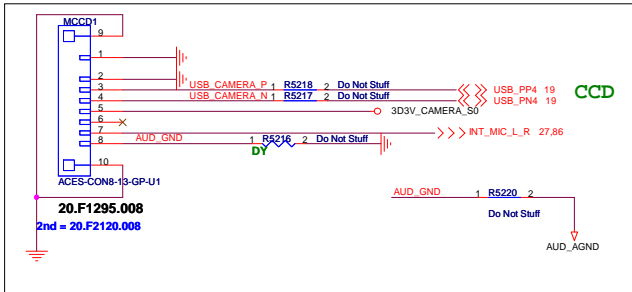 MCCD1
9
1
2
3 USB_CAMERA_P 1 R5218 2 Do Not Stuff USB_PP4 19
4 USB_CAMERA_N 1 R5217 2 Do Not Stuff USB_PN4 19
CCD
5 3D3V_CAMERA_S0
6
7 INT_MIC_L_R 27,86
8 AUD_GND 1 R5216 2 Do Not Stuff
DY
10
ACES-CON8-13-GP-U1
20.F1295.008
2nd = 20.F2120.008
AUD_GND 1 R5220 2
Do Not Stuff
AUD_AGND